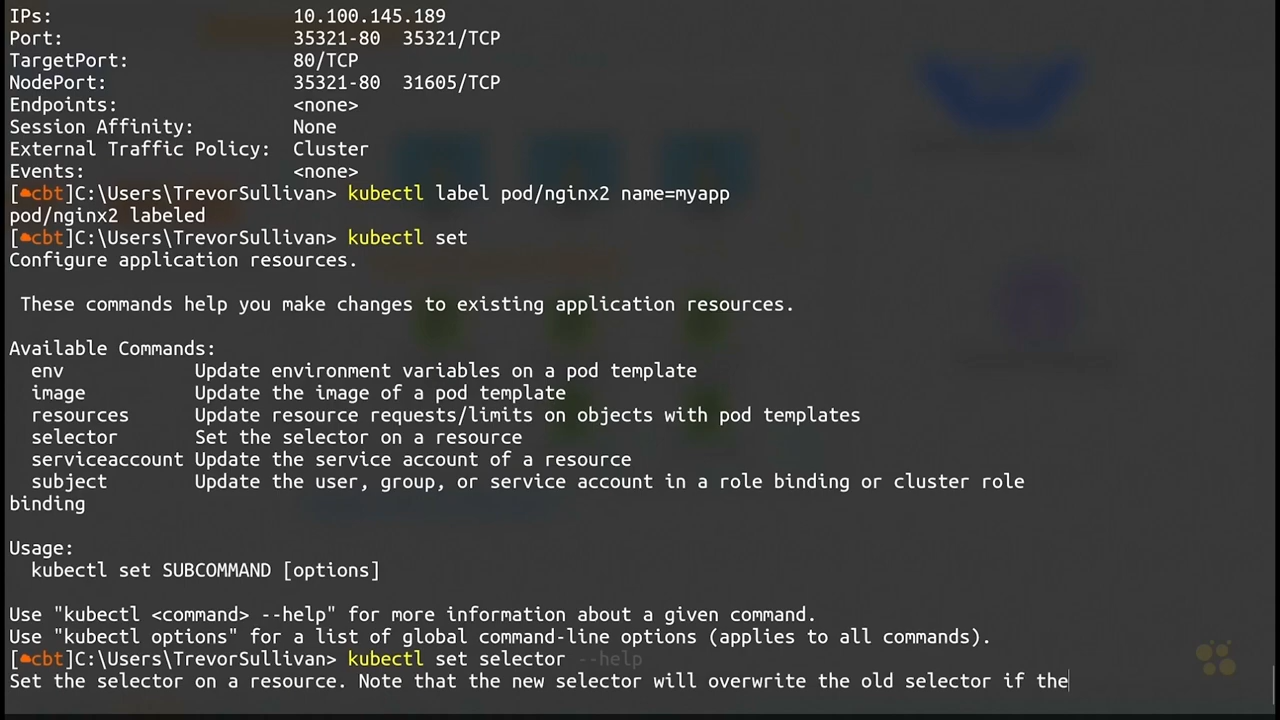 IPs: 10.100.145.189
Port: 35321-80 35321/TCP
TargetPort: 80/TCP
NodePort: 35321-80 31605/TCP
Endpoints: <none>
Session Affinity: None
External Traffic Policy: Cluster
Events: <none>
[cbt]C:\Users\TrevorSullivan> kubectl label pod/nginx2 name=myapp
pod/nginx2 labeled
[cbt]C:\Users\TrevorSullivan> kubectl set
Configure application resources.
These commands help you make changes to existing application resources.
Available Commands:
env Update environment variables on a pod template
image Update the image of a pod template
resources Update resource requests/limits on objects with pod templates
selector Set the selector on a resource
serviceaccount Update the service account of a resource
subject Update the user, group, or service account in a role binding or cluster role
binding
Usage:
kubectl set SUBCOMMAND [options]
Use "kubectl <command> --help" for more information about a given command.
Use "kubectl options" for a list of global command-line options (applies to all commands).
[cbt]C:\Users\TrevorSullivan> kubectl set selector --help
Set the selector on a resource. Note that the new selector will overwrite the old selector if the